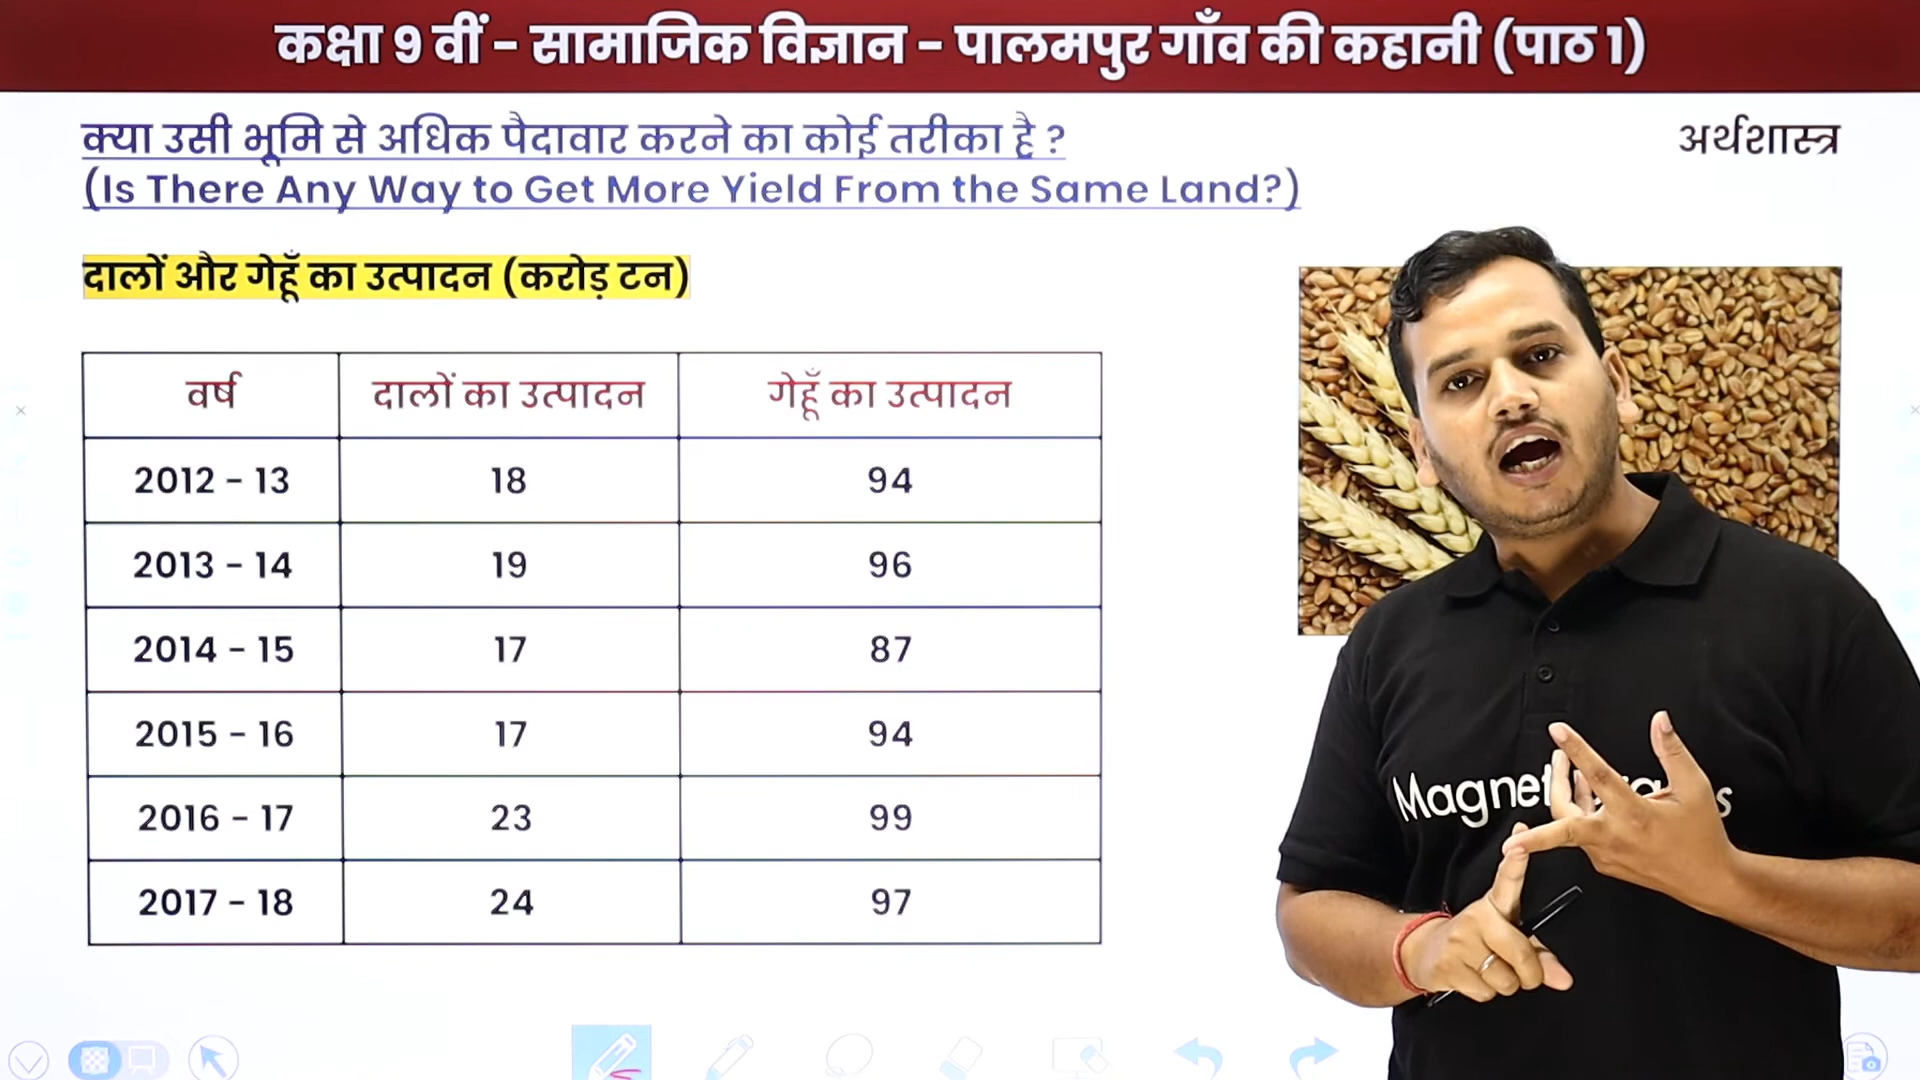 कक्षा 9 वीं - सामाजिक विज्ञान - पालमपुर गाँव की कहानी (पाठ 1)
क्या उसी भूमि से अधिक पैदावार करने का कोई तरीका है ?
(Is There Any Way to Get More Yield From the Same Land?)
अर्थशास्त्र
दालों और गेहूँ का उत्पादन (करोड़ टन)
वर्ष दालों का उत्पादन गेहूँ का उत्पादन
2012 - 13 18 94
2013 - 14 19 96
2014 - 15 17 87
2015 - 16 17 94
2016 - 17 23 99
2017 - 18 24 97